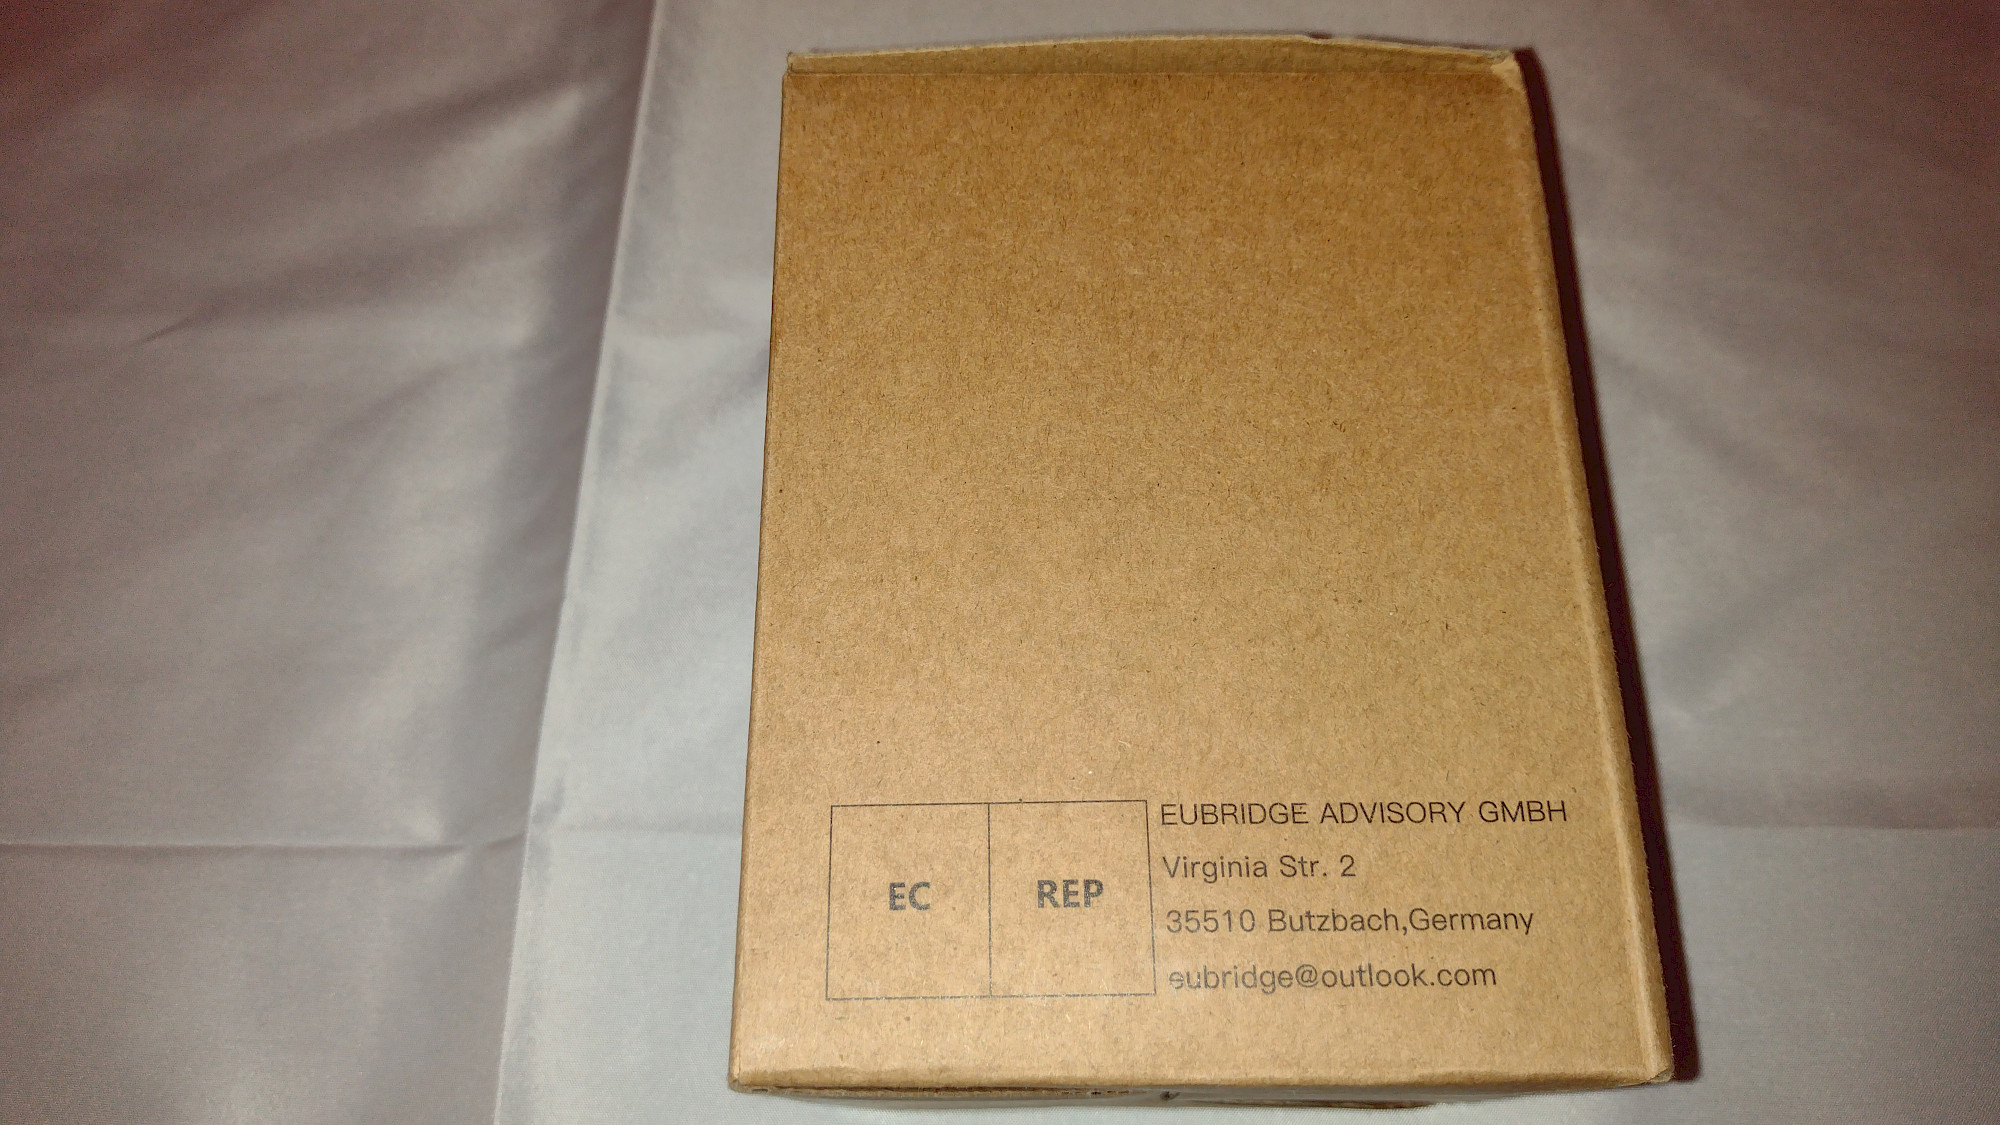 EC REP
EUBRIDGE ADVISORY GMBH
Virginia Str. 2
35510 Butzbach,Germany
eubridge@outlook.com